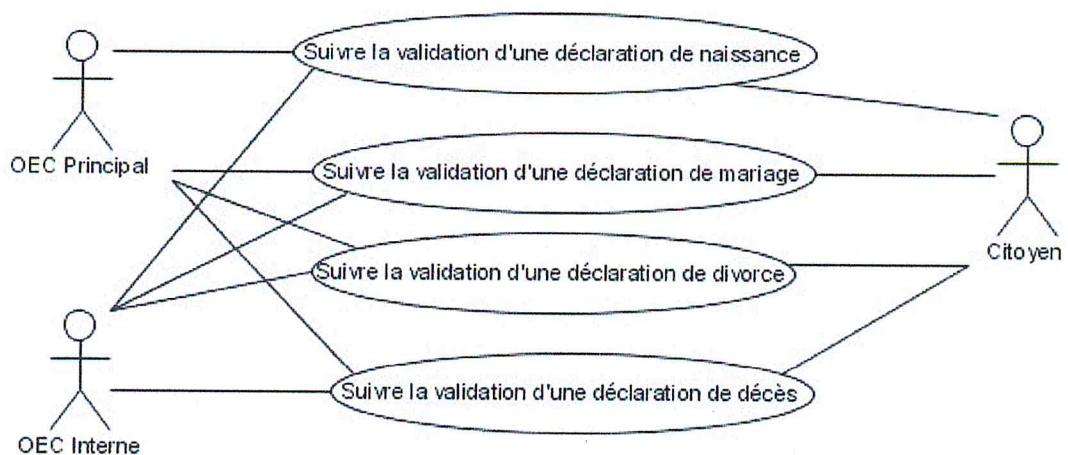 Suivre la validation d'une déclaration de naissance
OEC Principal
Suivre la validation d'une déclaration de mariage
Citoyen
Suivre la validation d'une déclaration de divorce
Suivre la validation d'une déclaration de décès
OEC Interne